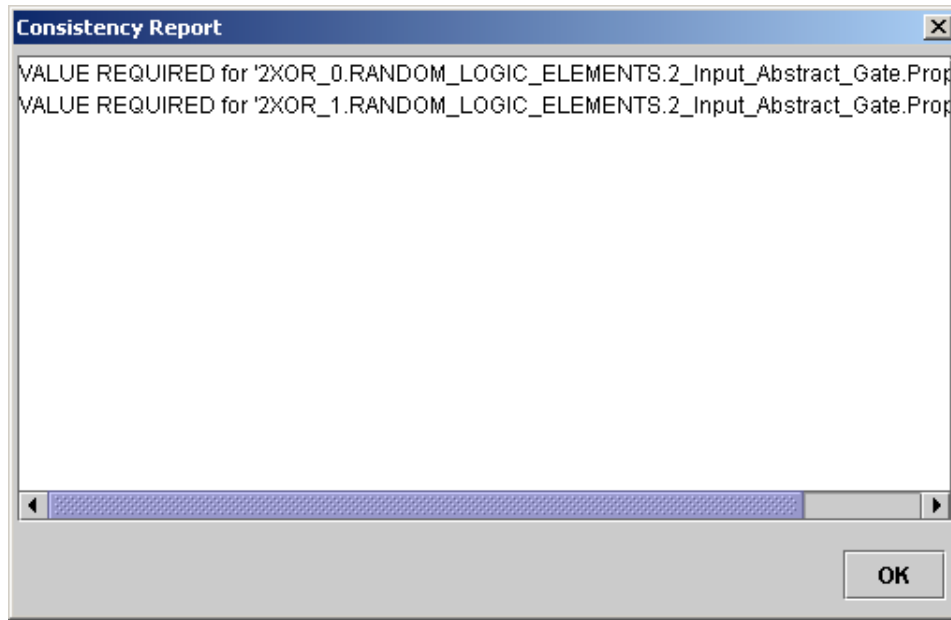 Consistency Report
VALUE REQUIRED for '2XOR_0.RANDOM_LOGIC_ELEMENTS.2_Input_Abstract_Gate.Prop
VALUE REQUIRED for '2XOR_1.RANDOM_LOGIC_ELEMENTS.2_Input_Abstract_Gate.Prop
OK